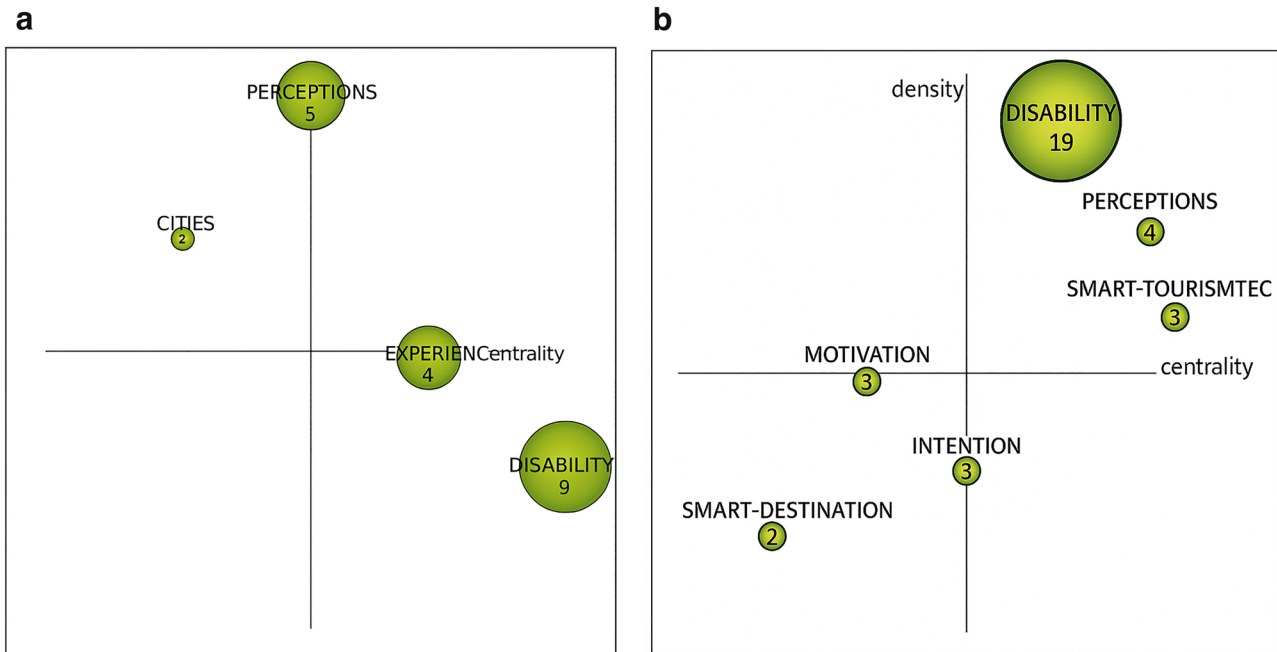 a
PERCEPTIONS
5
CITIES
2
EXPERIENCentrality
4
DISABILITY
9
b
density
DISABILITY
19
PERCEPTIONS
4
SMART-TOURISMTEC
3
MOTIVATION
3
centrality
INTENTION
3
SMART-DESTINATION
2